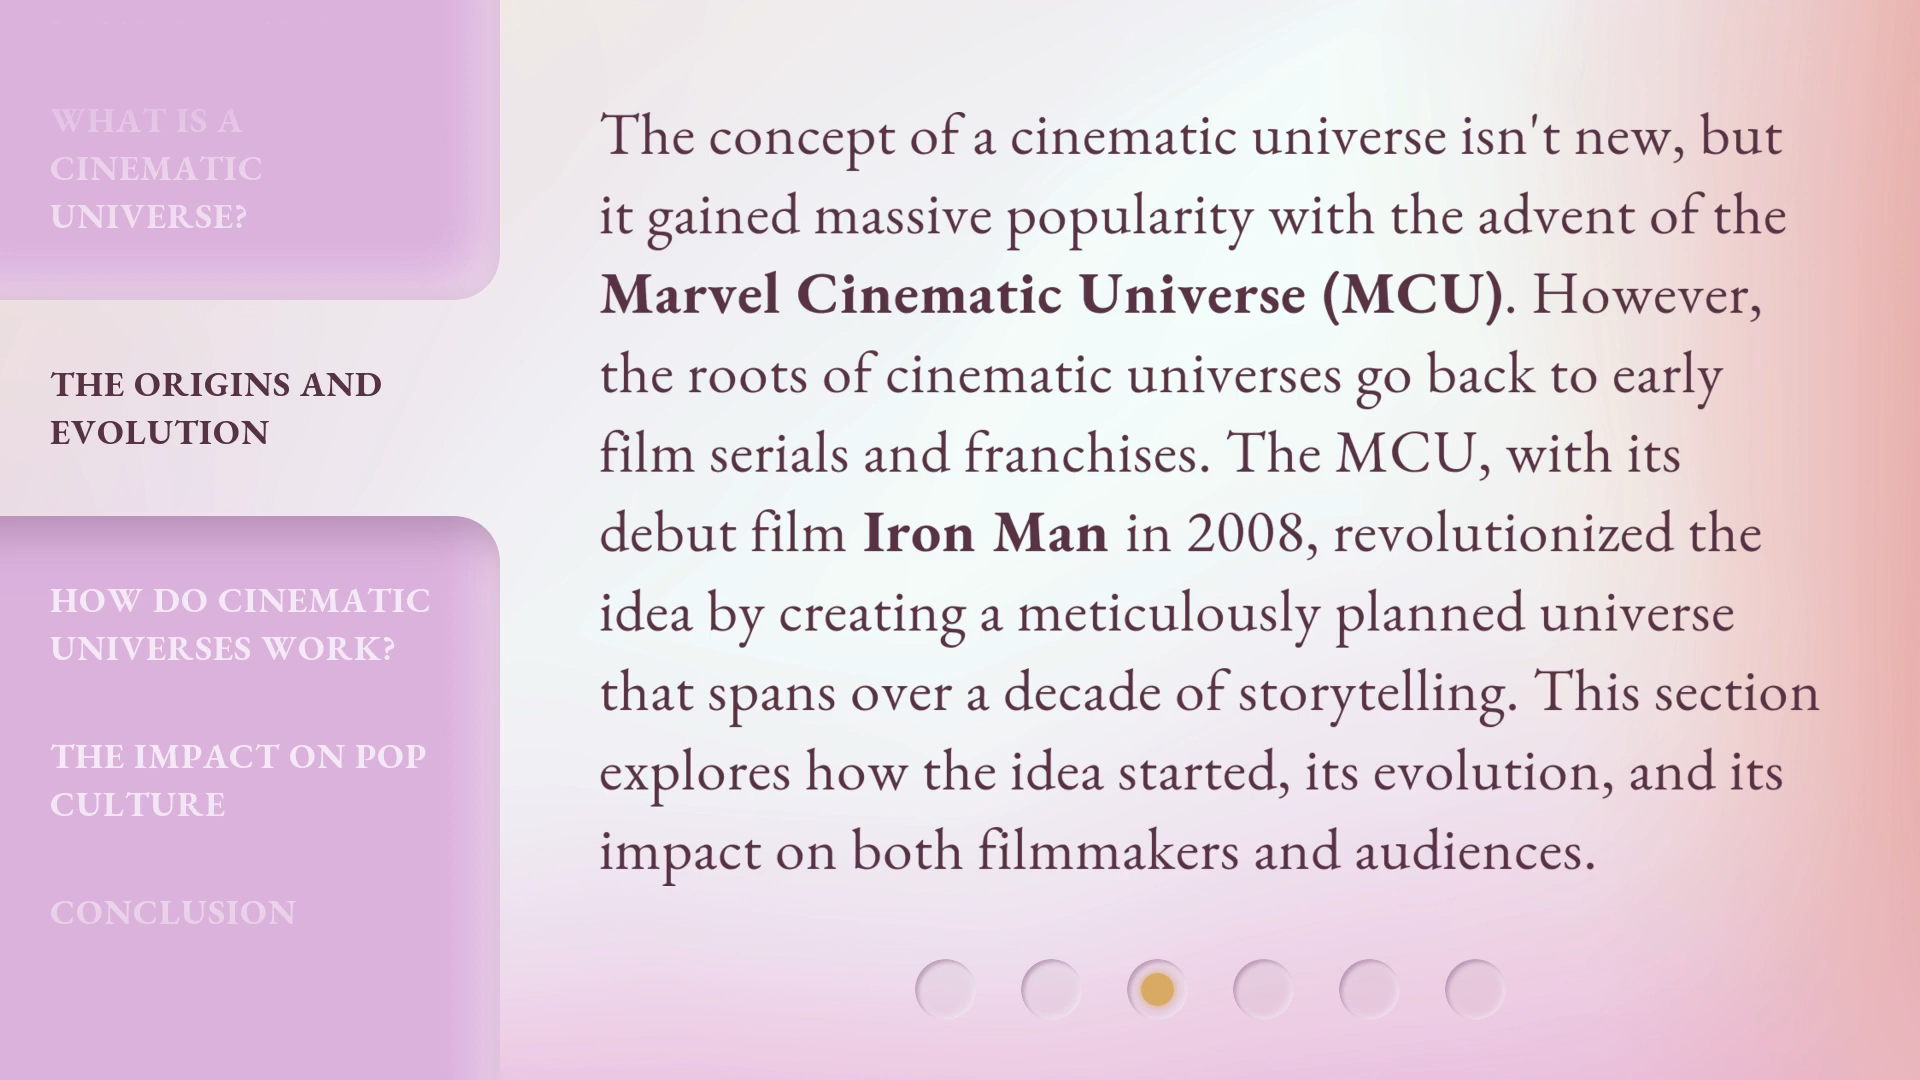 WHAT IS A
CINEMATIC
UNIVERSE?
THE ORIGINS AND
EVOLUTION
HOW DO CINEMATIC
UNIVERSES WORK?
THE IMPACT ON POP
CULTURE
CONCLUSION
The concept of a cinematic universe isn't new, but
it gained massive popularity with the advent of the
Marvel Cinematic Universe (MCU). However,
the roots of cinematic universes go back to early
film serials and franchises. The MCU, with its
debut film Iron Man in 2008, revolutionized the
idea by creating a meticulously planned universe
that spans over a decade of storytelling. This section
explores how the idea started, its evolution, and its
impact on both filmmakers and audiences.